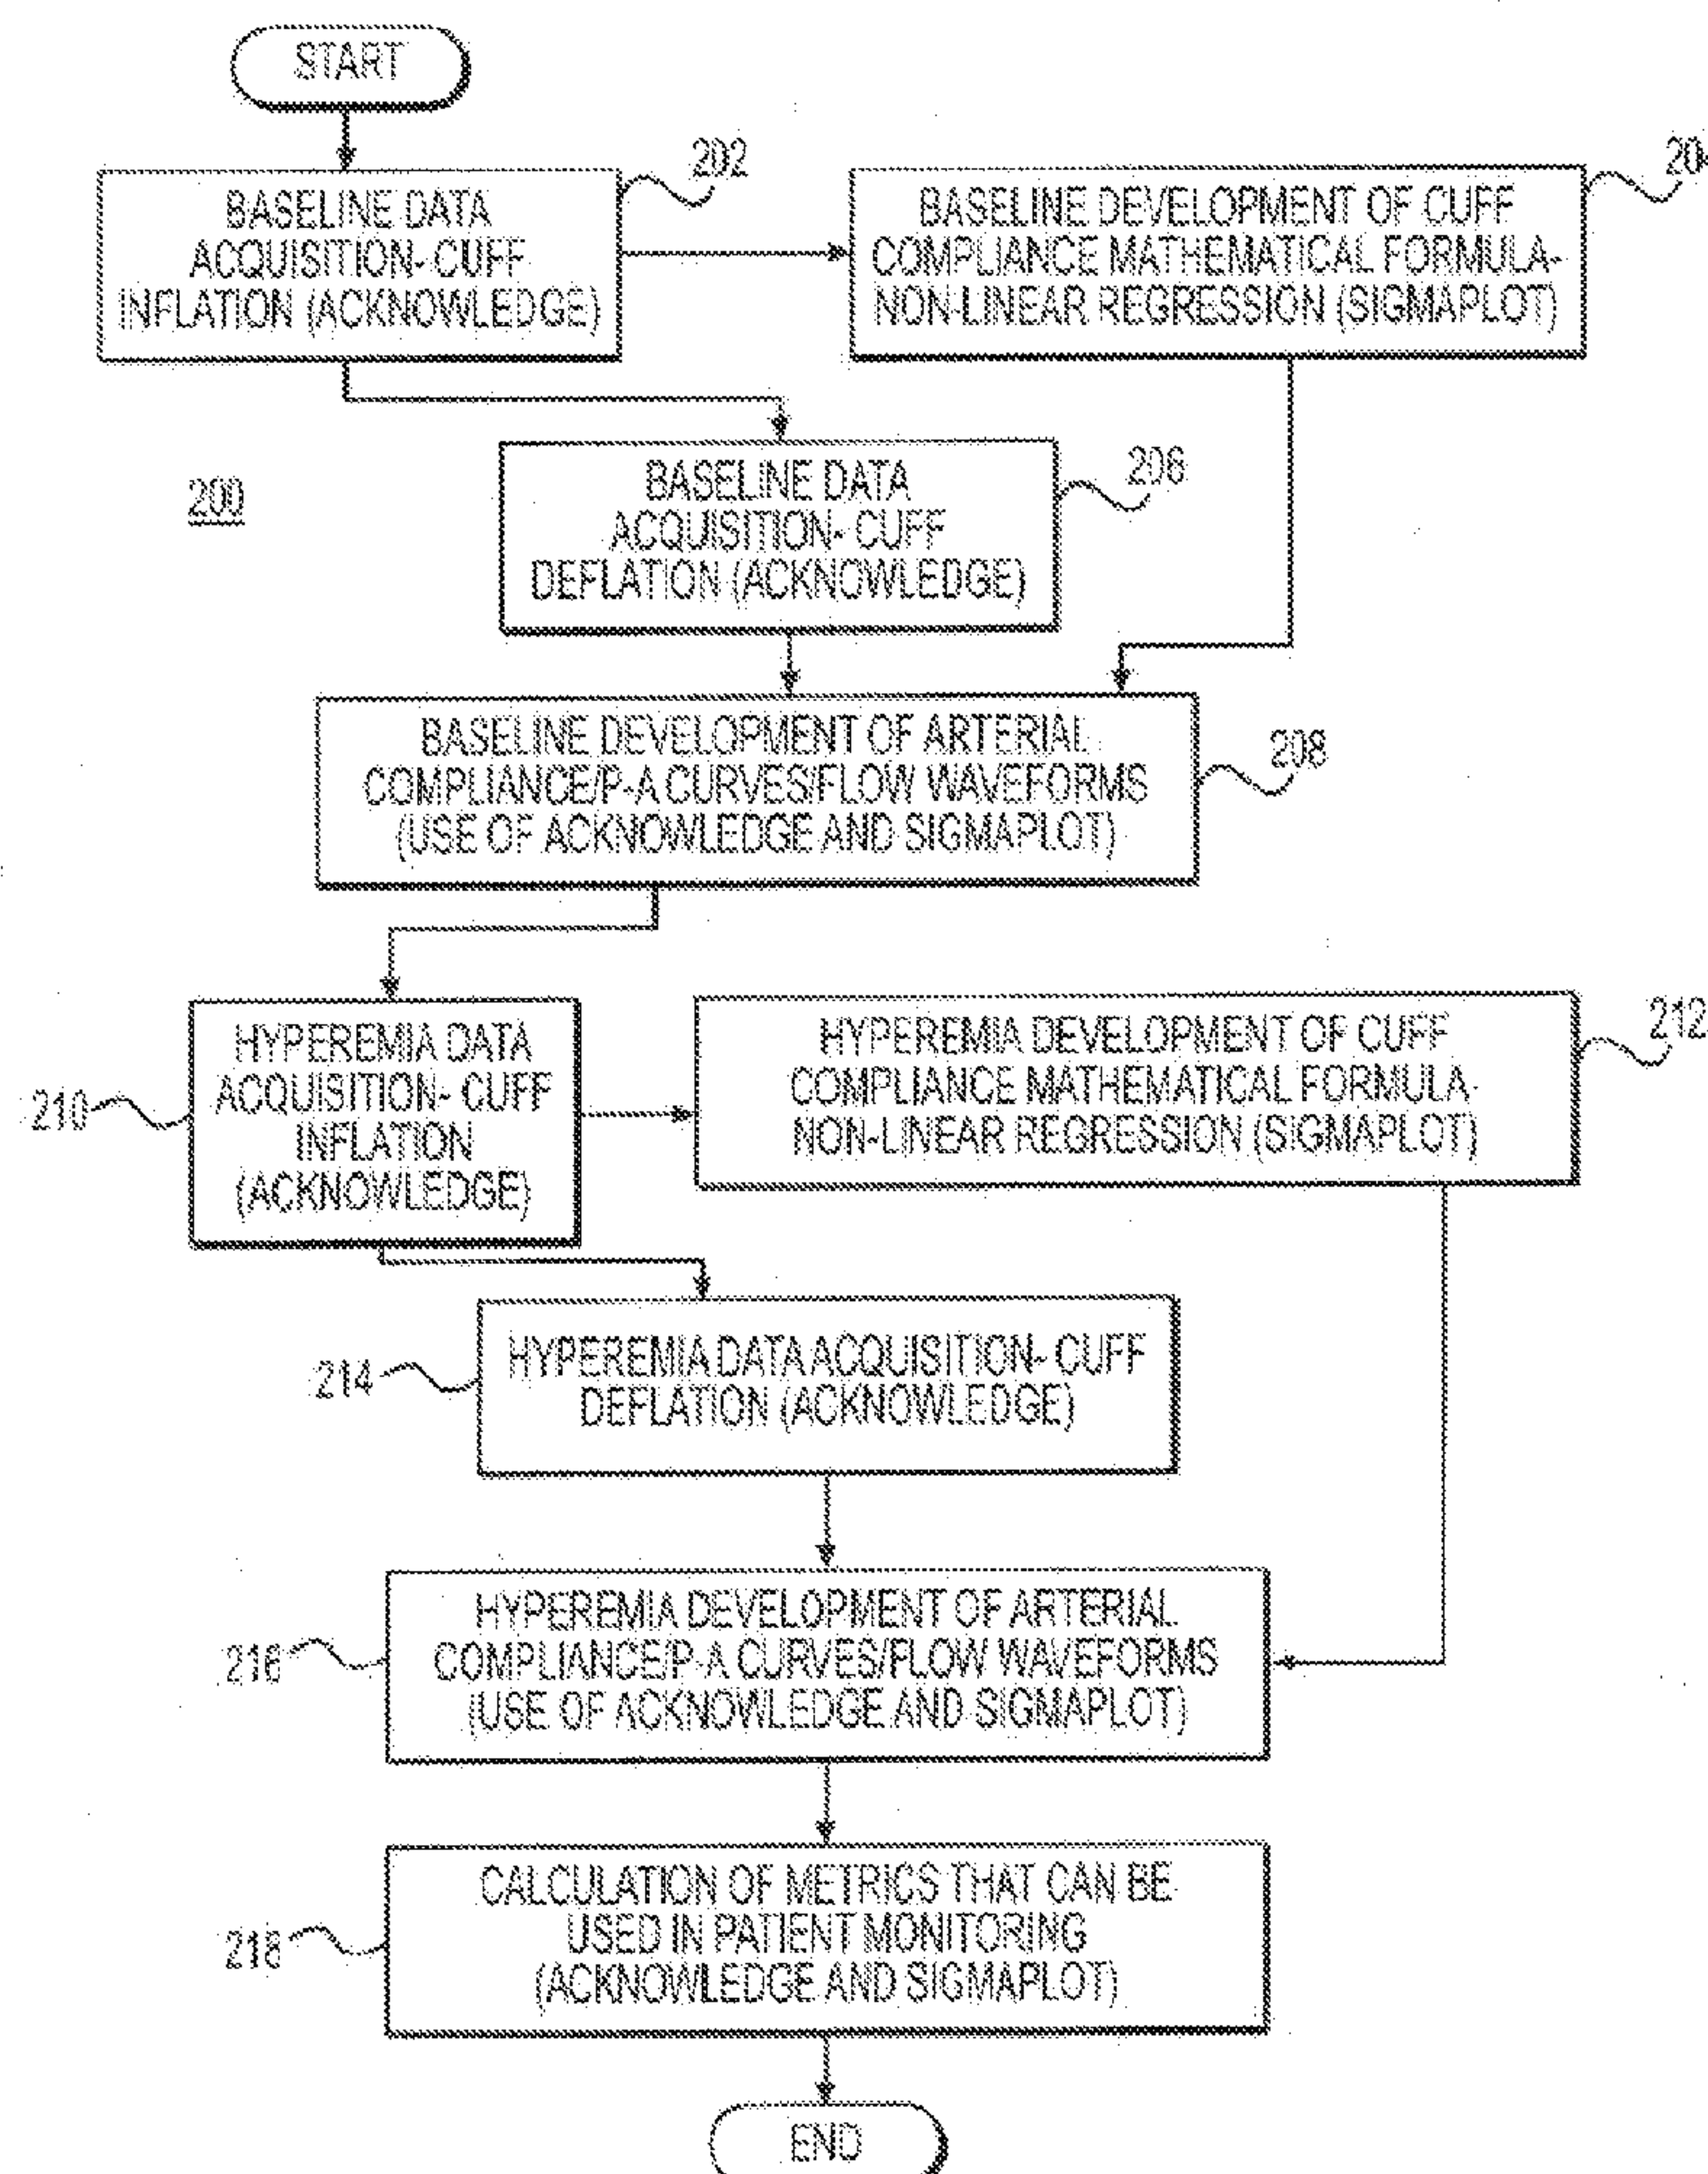 START
202
BASELINE DATA
ACQUISITION- CUFF
INFLATION (ACKNOWLEDGE)
20
BASELINE DEVELOPMENT OF CUFF
COMPLIANCE MATHEMATICAL FORMULA-
NON-LINEAR REGRESSION (SIGMAPLOT)
200
206
BASELINE DATA
ACQUISITION- CUFF
DEFLATION (ACKNOWLEDGE)
208
BASELINE DEVELOPMENT OF ARTERIAL
COMPLIANCE/P-A CURVES/FLOW WAVEFORMS
(USE OF ACKNOWLEDGE AND SIGMAPLOT)
210
HYPEREMIA DATA
ACQUISITION- CUFF
INFLATION
(ACKNOWLEDGE)
212
HYPEREMIA DEVELOPMENT OF CUFF
COMPLIANCE MATHEMATICAL FORMULA-
NON-LINEAR REGRESSION (SIGMAPLOT)
214
HYPEREMIA DATA ACQUISITION- CUFF
DEFLATION (ACKNOWLEDGE)
216
HYPEREMIA DEVELOPMENT OF ARTERIAL
COMPLIANCE/P-A CURVES/FLOW WAVEFORMS
(USE OF ACKNOWLEDGE AND SIGMAPLOT)
218
CALCULATION OF METRICS THAT CAN BE
USED IN PATIENT MONITORING
(ACKNOWLEDGE AND SIGMAPLOT)
END